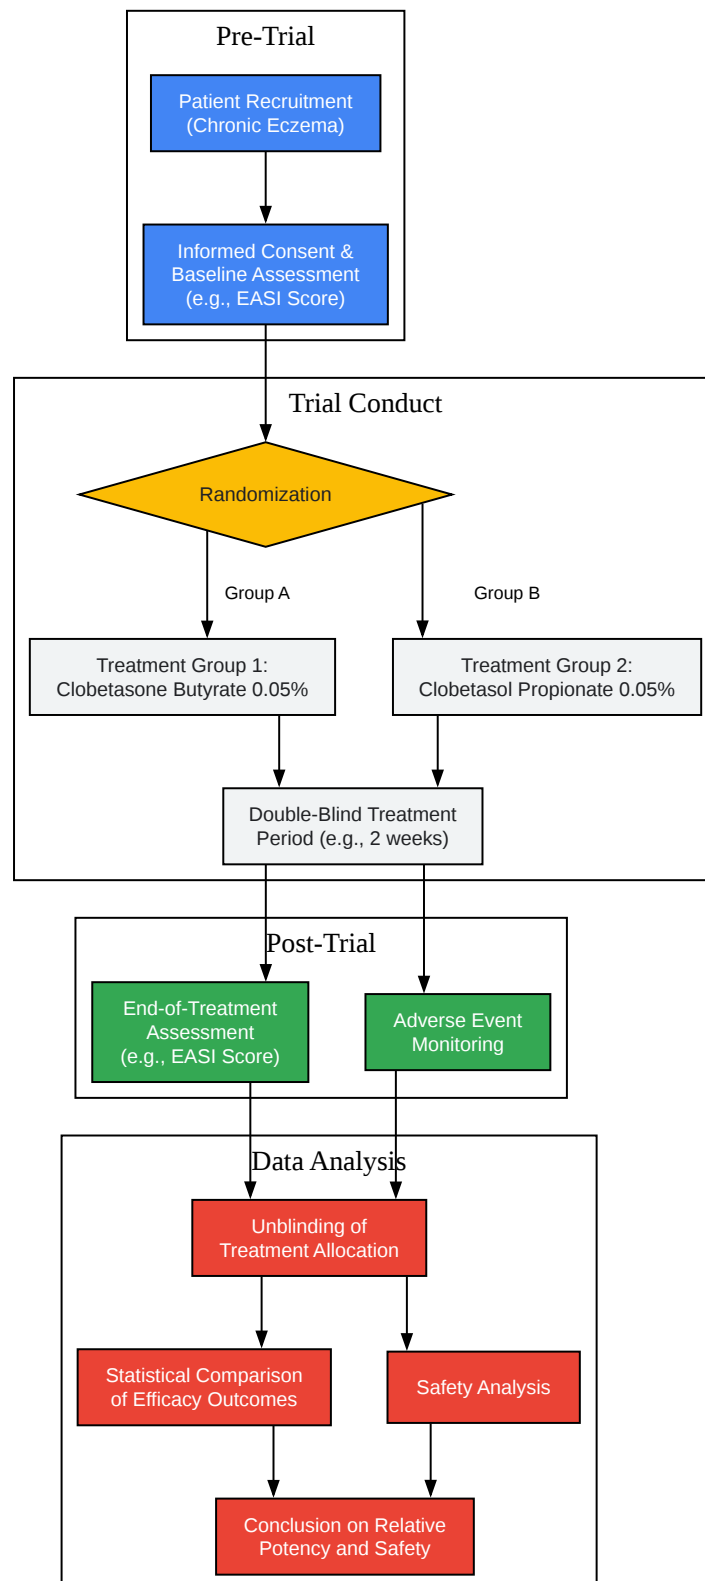 Pre-Trial
Patient Recruitment
(Chronic Eczema)
Informed Consent &
Baseline Assessment
(e.g., EASI Score)
Trial Conduct
Randomization
Group A
Group B
Treatment Group 1:
Clobetasone Butyrate 0.05%
Treatment Group 2:
Clobetasol Propionate 0.05%
Double-Blind Treatment
Period (e.g., 2 weeks)
Post-Trial
End-of-Treatment
Assessment
(e.g., EASI Score)
Adverse Event
Monitoring
Data Analysis
Unblinding of
Treatment Allocation
Statistical Comparison
of Efficacy Outcomes
Safety Analysis
Conclusion on Relative
Potency and Safety